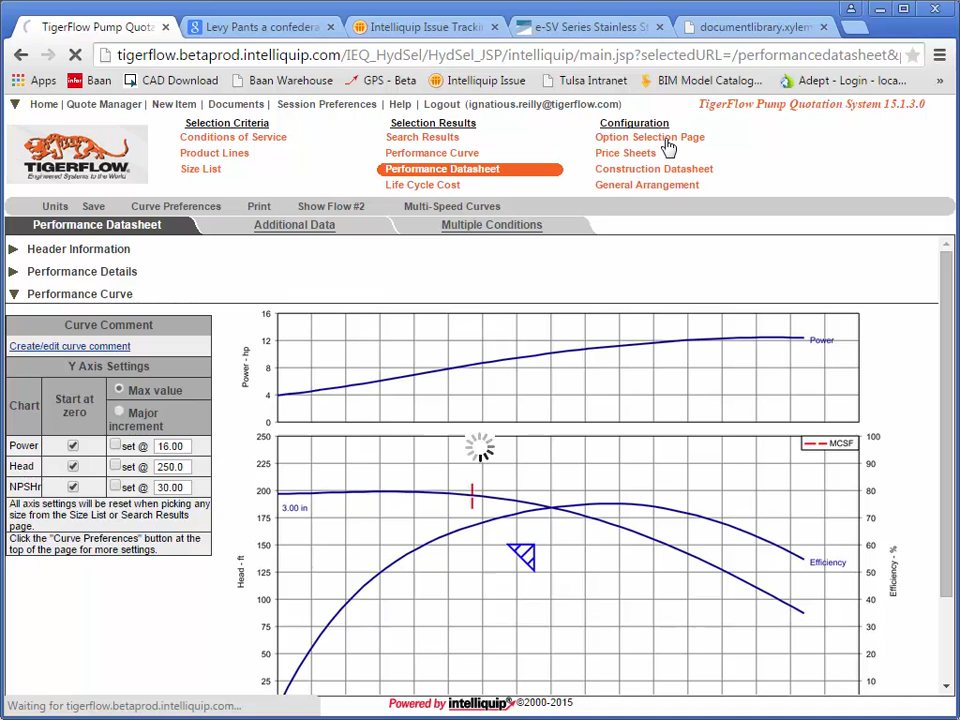 TigerFlow Pump Quota
Levy Pants a confedera
Intelliquip Issue Tracki
e-SV Series Stainless S
documentlibrary.xylem
tigerflow.betaprod.intelliquip.com/IEQ_HydSel/HydSel_JSP/intelliquip/main.jsp?selectedURL=/performancedatasheet&
Apps
infor Baan
CAD Download
Baan Warehouse
GPS - Beta
Intelliquip Issue
Tulsa Intranet
BIM Model Catalog...
Adept - Login - loca...
»
Home | Quote Manager | New Item | Documents | Session Preferences | Help | Logout (ignatious.reilly@tigerflow.com)
TigerFlow Pump Quotation System 15.1.3.0
TIGERFLOW
Engineered Systems to the World
Selection Criteria
Conditions of Service
Product Lines
Size List
Selection Results
Search Results
Performance Curve
Performance Datasheet
Life Cycle Cost
Configuration
Option Selection Page
Price Sheets
Construction Datasheet
General Arrangement
Units Save Curve Preferences Print Show Flow #2 Multi-Speed Curves
Performance Datasheet
Additional Data
Multiple Conditions
Header Information
Performance Details
Performance Curve
Curve Comment
Create/edit curve comment
Y Axis Settings
Chart
Start at zero
Max value
Major increment
Power set @ 16.00
Head set @ 250.0
NPSHr set @ 30.00
All axis settings will be reset when picking any
size from the Size List or Search Results
page.
Click the "Curve Preferences" button at the
top of the page for more settings.
16
12
8
4
0
Power - hp
Power
250
225
200
175
150
125
100
75
50
25
Head - ft
3.00 in
MCSF
Efficiency
100
90
80
70
60
50
40
30
20
10
Efficiency - %
Waiting for tigerflow.betaprod.intelliquip.com...
Powered by intelliquip ©2000-2015